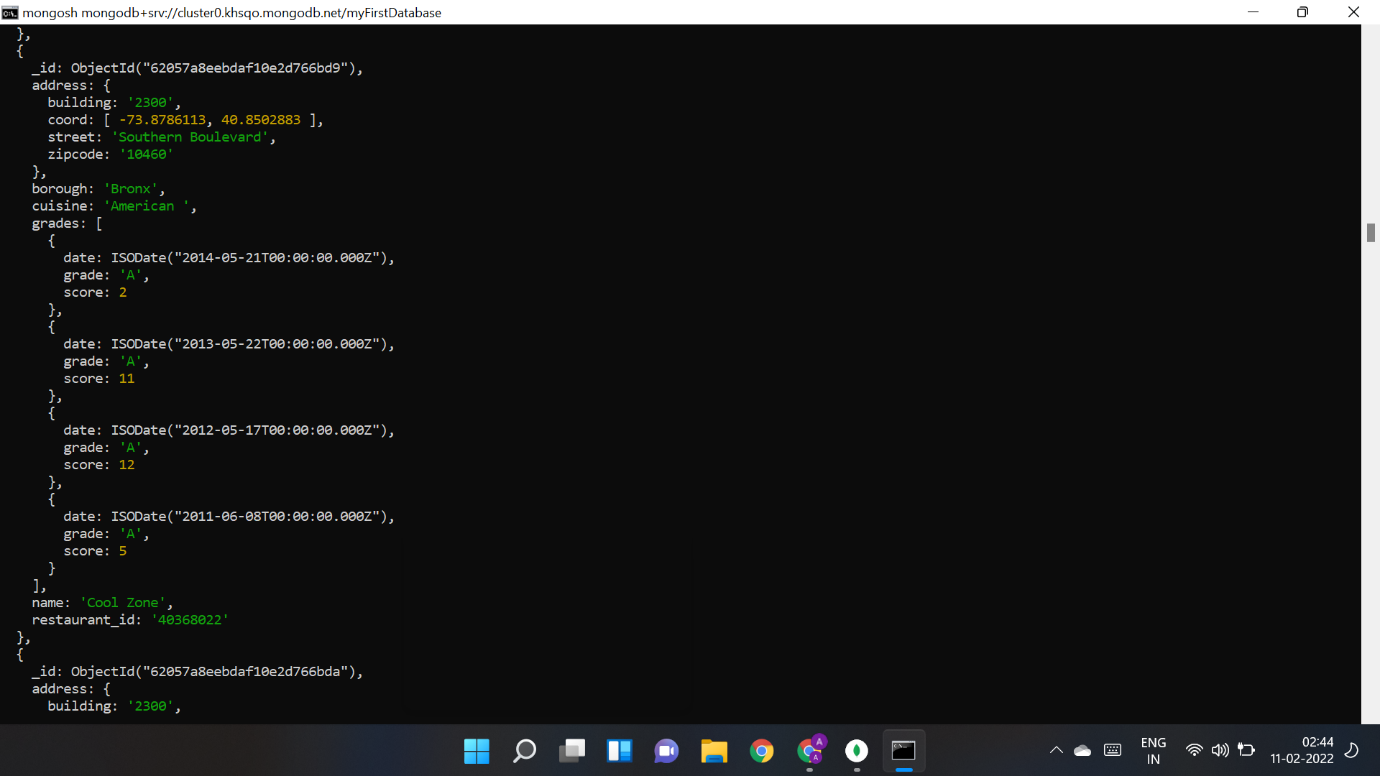 mongosh mongodb+srv://cluster0.khsqo.mongodb.net/myFirstDatabase
},
{
_id: ObjectId("62057a8eebdaf10e2d766bd9"),
address: {
building: '2300',
coord: [ -73.8786113, 40.8502883 ],
street: 'Southern Boulevard',
zipcode: '10460'
},
borough: 'Bronx',
cuisine: 'American ',
grades: [
{
date: ISODate("2014-05-21T00:00:00.000Z"),
grade: 'A',
score: 2
},
{
date: ISODate("2013-05-22T00:00:00.000Z"),
grade: 'A',
score: 11
},
{
date: ISODate("2012-05-17T00:00:00.000Z"),
grade: 'A',
score: 12
},
{
date: ISODate("2011-06-08T00:00:00.000Z"),
grade: 'A',
score: 5
}
],
name: 'Cool Zone',
restaurant_id: '40368022'
},
{
_id: ObjectId("62057a8eebdaf10e2d766bda"),
address: {
building: '2300',
A
A
ENG
IN
02:44
11-02-2022